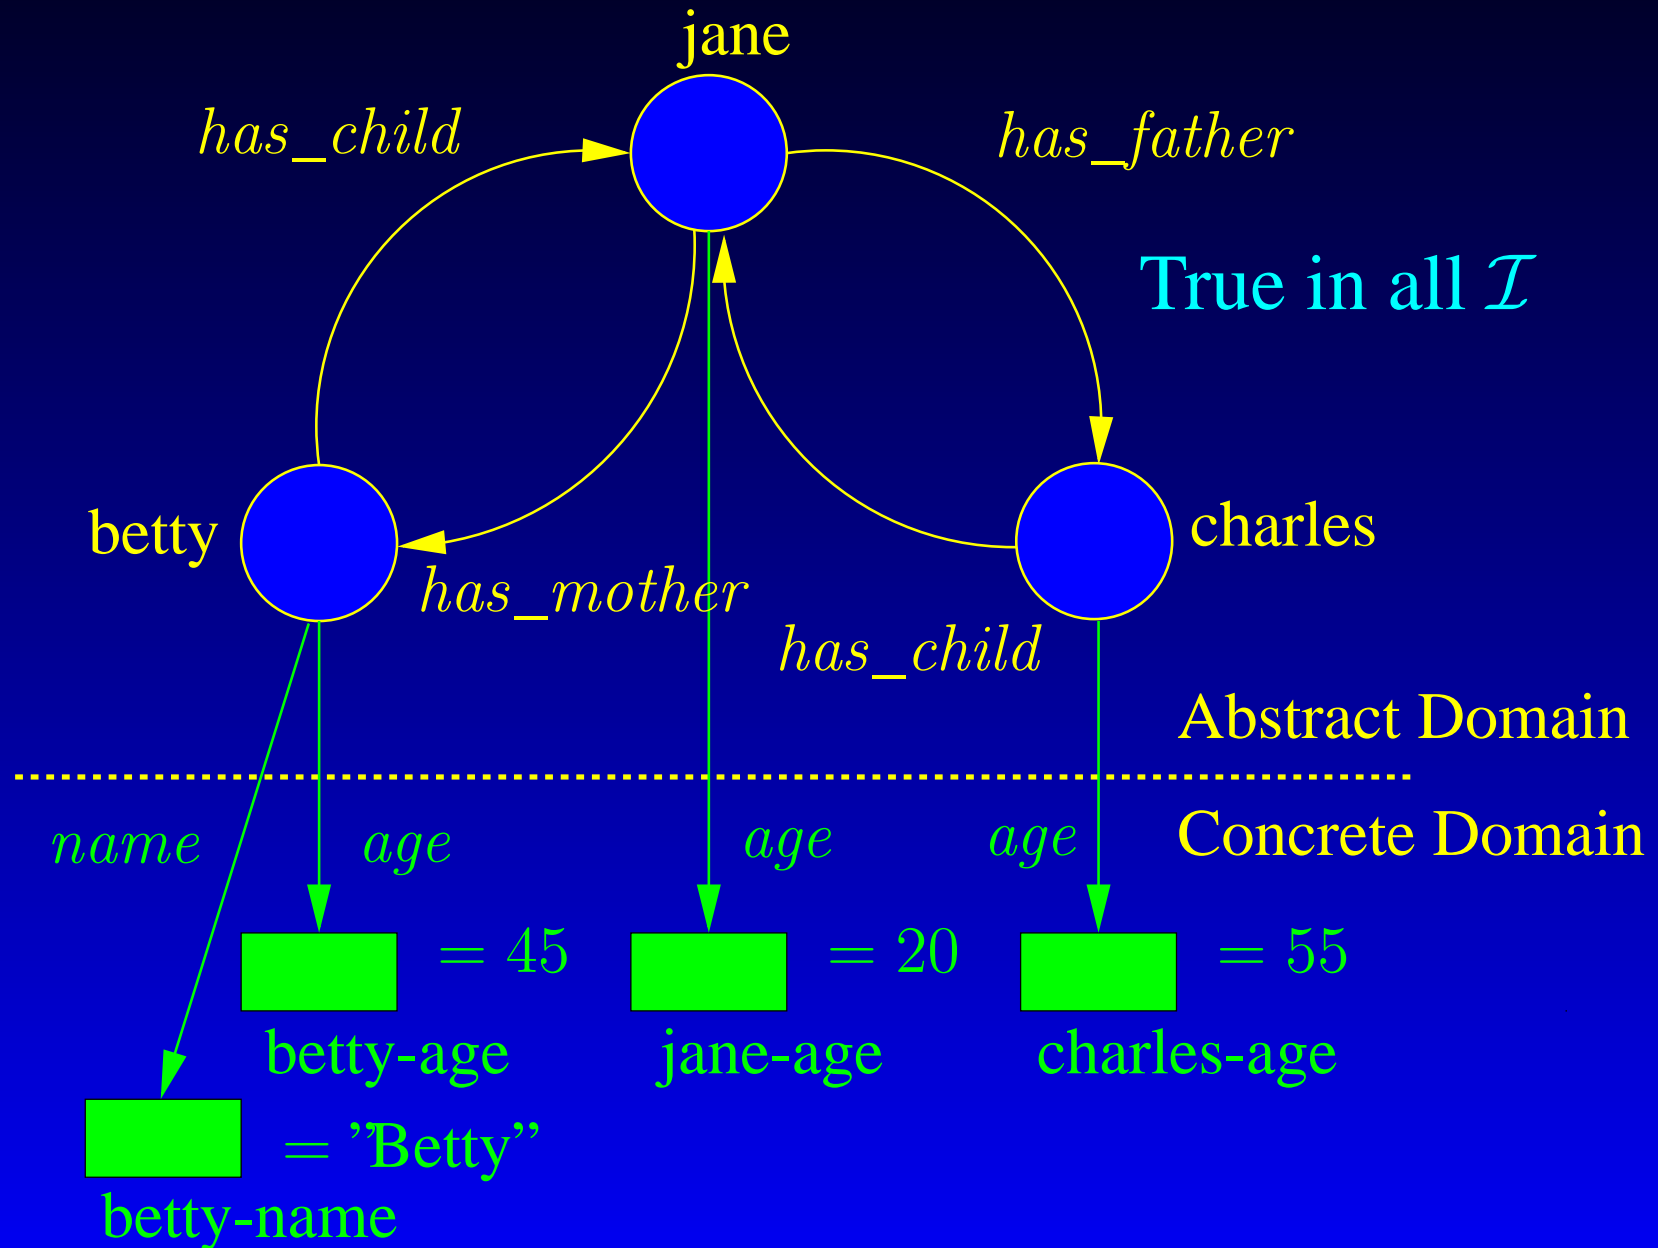 jane
has_child
has_father
True in all ℐ
betty
charles
has_mother
has_child
Abstract Domain
Concrete Domain
name
age
age
age
= 45
= 20
= 55
betty-age
jane-age
charles-age
= ”Betty”
betty-name